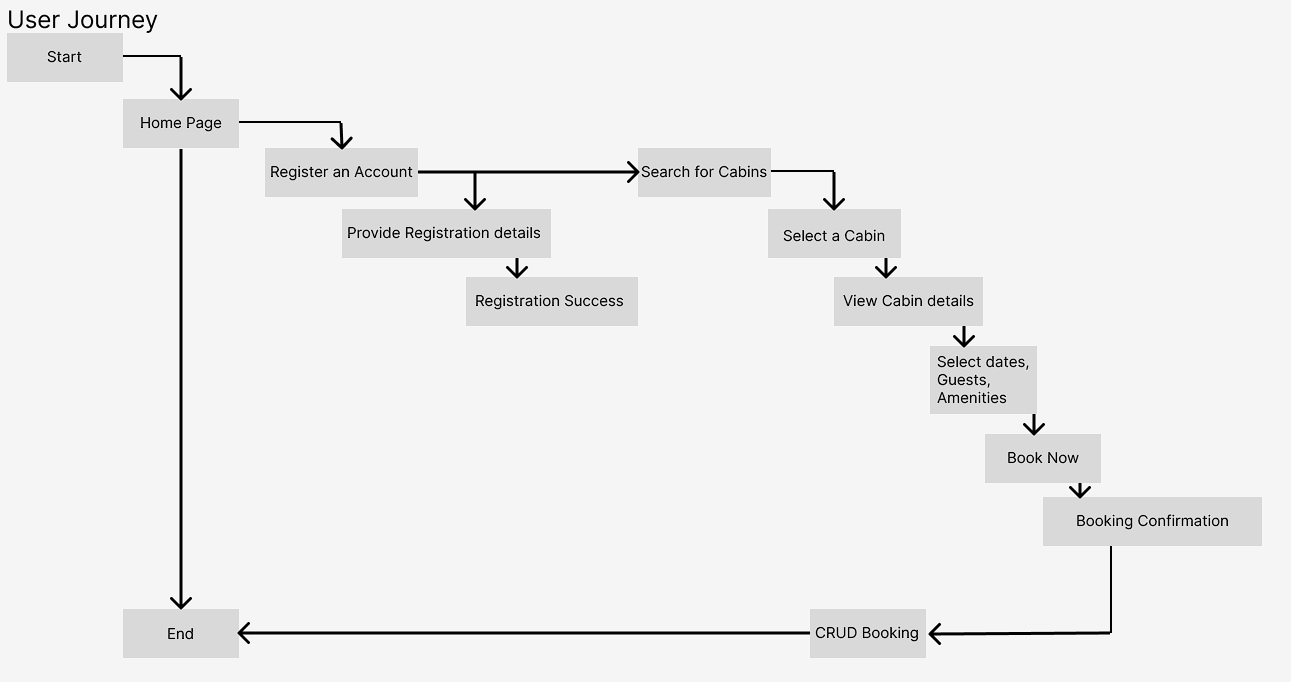 User Journey
Start
Home Page
Register an Account
Search for Cabins
Provide Registration details
Select a Cabin
Registration Success
View Cabin details
Select dates,
Guests,
Amenities
Book Now
Booking Confirmation
End
CRUD Booking